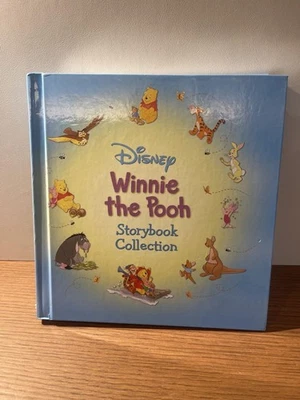 Disney
Winnie
the Pooh
Storybook
Collection